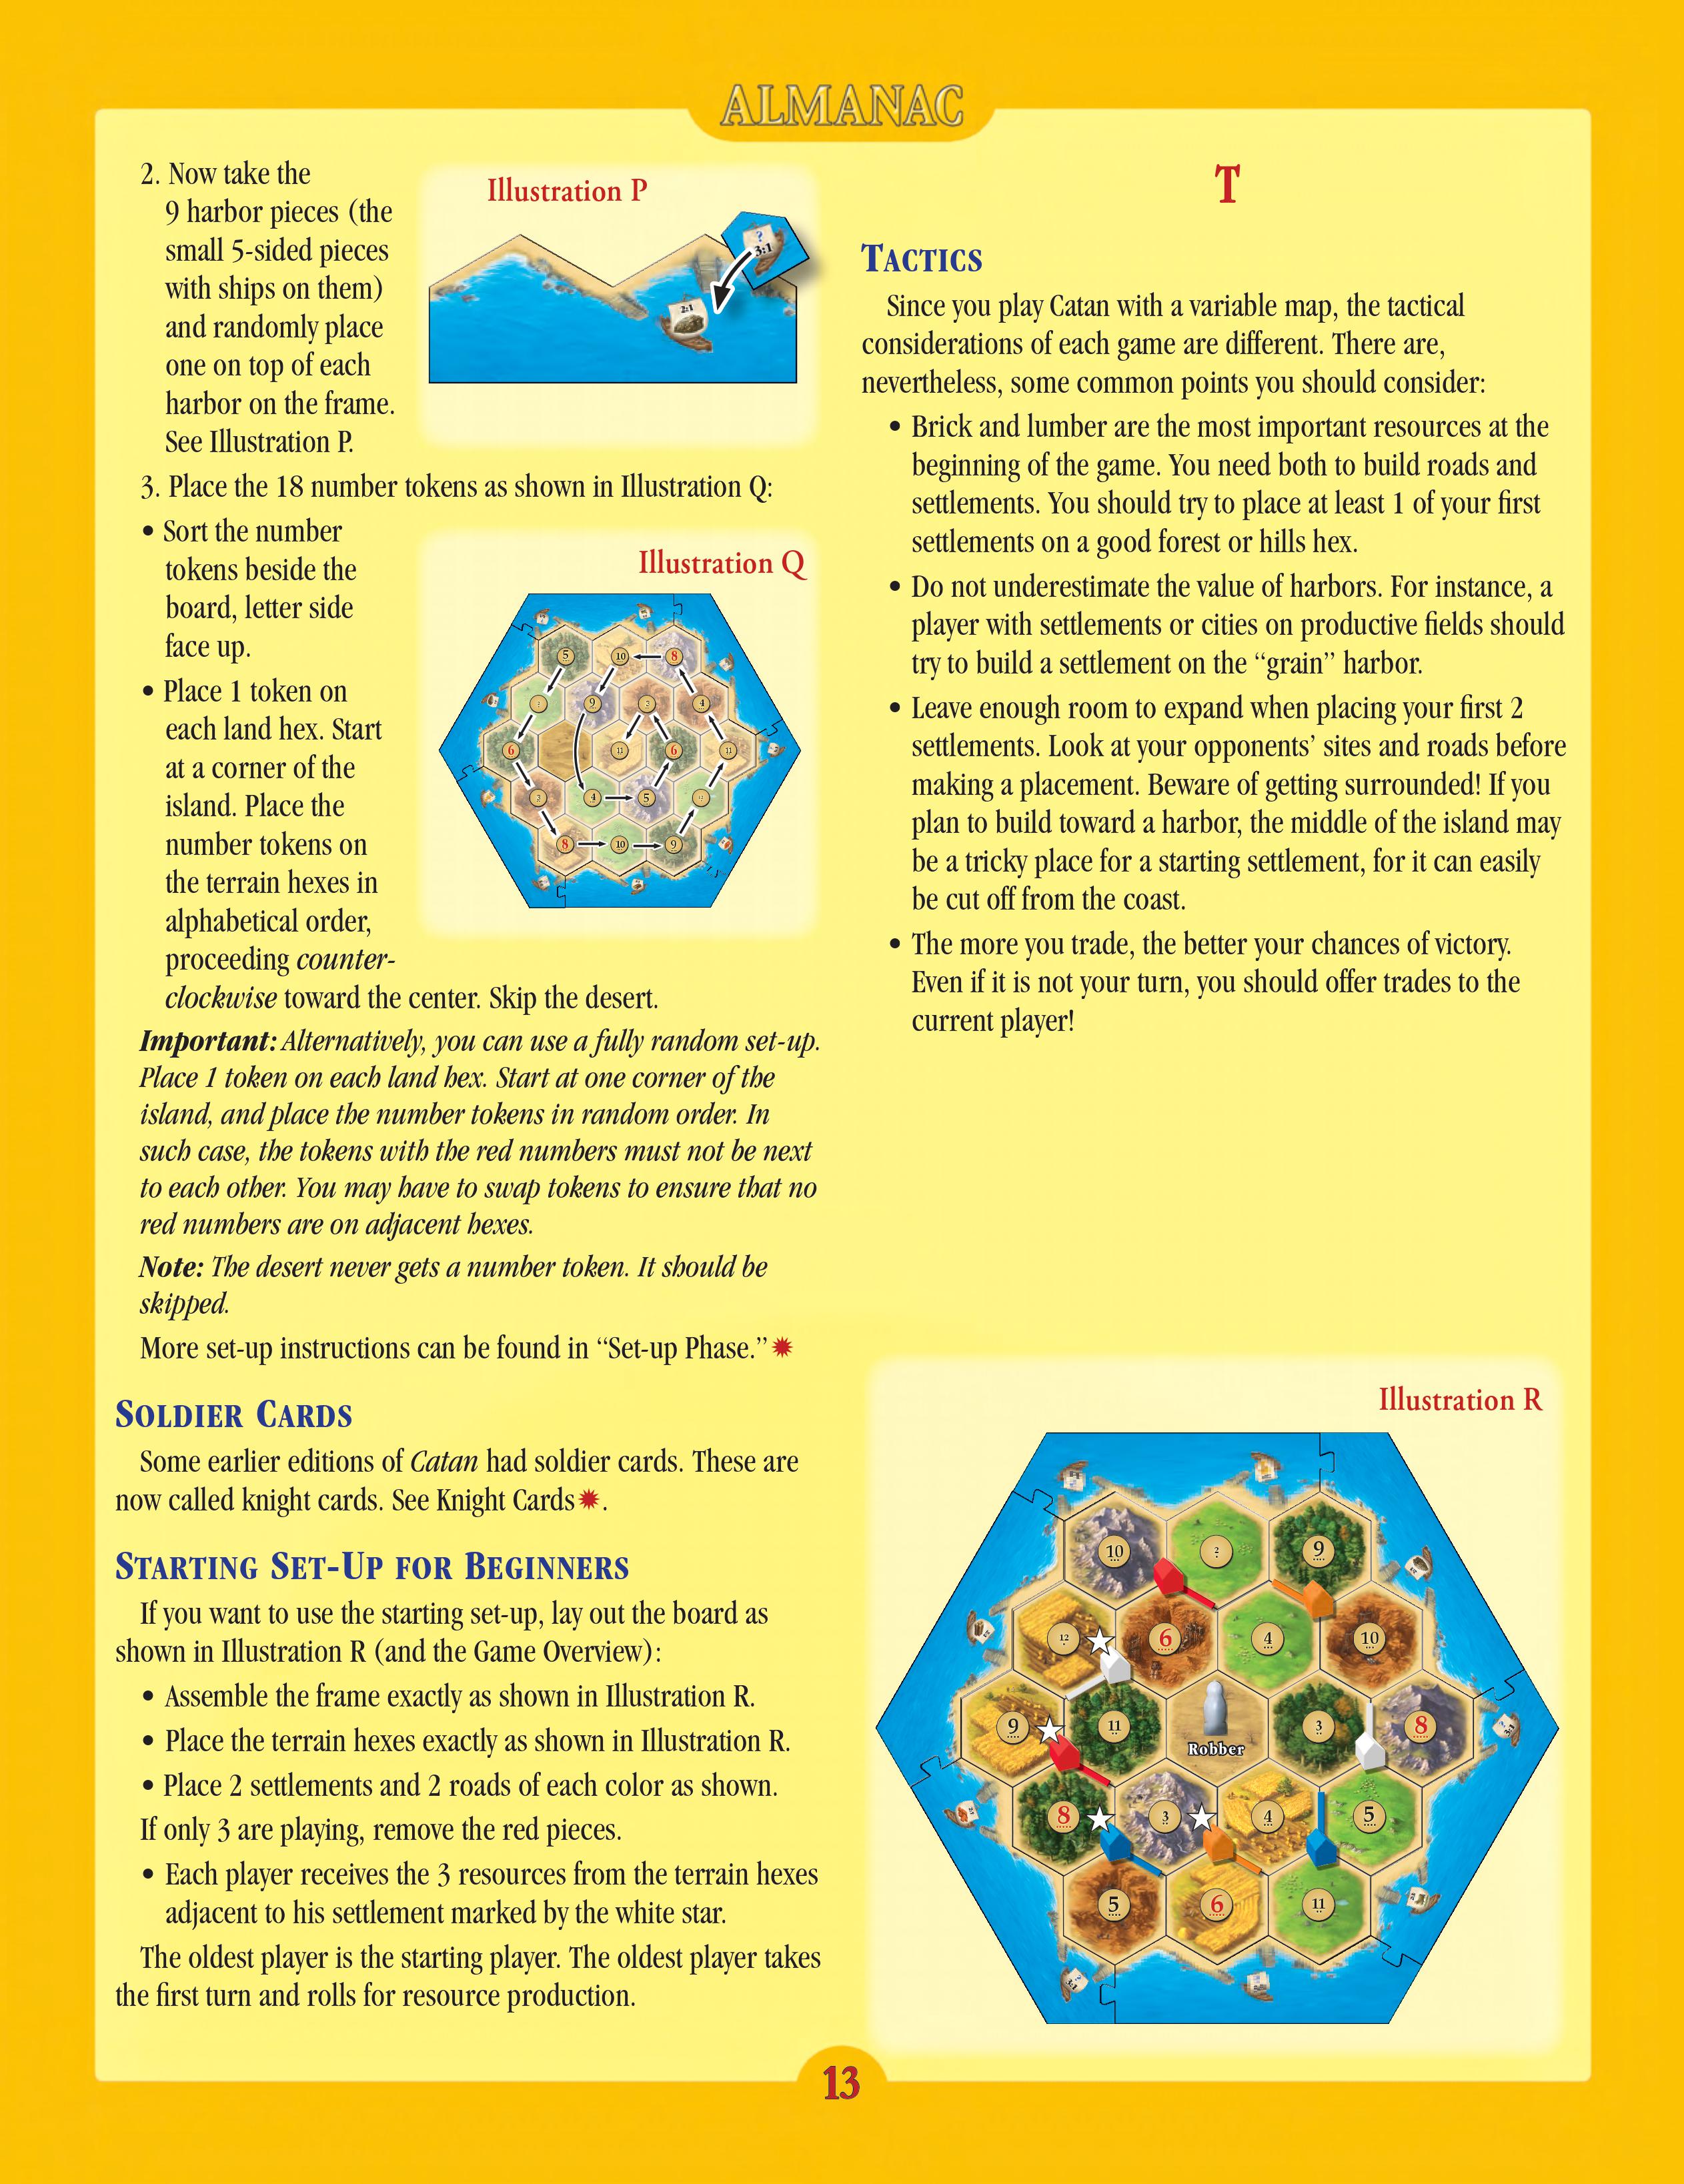 ALMANAC
2. Now take the
9 harbor pieces (the
small 5-sided pieces
with ships on them)
and randomly place
one on top of each
harbor on the frame.
See Illustration P.
Illustration P
?
3:1
2:1
3. Place the 18 number tokens as shown in Illustration Q:
• Sort the number
tokens beside the
board, letter side
face up.
• Place 1 token on
each land hex. Start
at a corner of the
island. Place the
number tokens on
the terrain hexes in
alphabetical order,
proceeding counter-
clockwise toward the center. Skip the desert.
Illustration Q
5 10 8
9 3 4
6 11 6 11
3 4 5
8 10 9
Important: Alternatively, you can use a fully random set-up.
Place 1 token on each land hex. Start at one corner of the
island, and place the number tokens in random order. In
such case, the tokens with the red numbers must not be next
to each other. You may have to swap tokens to ensure that no
red numbers are on adjacent hexes.
Note: The desert never gets a number token. It should be
skipped.
More set-up instructions can be found in “Set-up Phase.”
SOLDIER CARDS
Some earlier editions of Catan had soldier cards. These are
now called knight cards. See Knight Cards.
STARTING SET-UP FOR BEGINNERS
If you want to use the starting set-up, lay out the board as
shown in Illustration R (and the Game Overview):
• Assemble the frame exactly as shown in Illustration R.
• Place the terrain hexes exactly as shown in Illustration R.
• Place 2 settlements and 2 roads of each color as shown.
If only 3 are playing, remove the red pieces.
• Each player receives the 3 resources from the terrain hexes
adjacent to his settlement marked by the white star.
The oldest player is the starting player. The oldest player takes
the first turn and rolls for resource production.
T
TACTICS
Since you play Catan with a variable map, the tactical
considerations of each game are different. There are,
nevertheless, some common points you should consider:
• Brick and lumber are the most important resources at the
beginning of the game. You need both to build roads and
settlements. You should try to place at least 1 of your first
settlements on a good forest or hills hex.
• Do not underestimate the value of harbors. For instance, a
player with settlements or cities on productive fields should
try to build a settlement on the “grain” harbor.
• Leave enough room to expand when placing your first 2
settlements. Look at your opponents’ sites and roads before
making a placement. Beware of getting surrounded! If you
plan to build toward a harbor, the middle of the island may
be a tricky place for a starting settlement, for it can easily
be cut off from the coast.
• The more you trade, the better your chances of victory.
Even if it is not your turn, you should offer trades to the
current player!
Illustration R
10 2 9
12 6 4 10
9 11 Robber 3 8
8 3 4 5
5 6 11
13